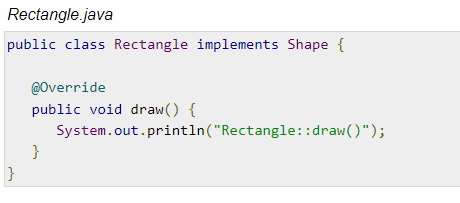 Rectangle.java
public class Rectangle implements Shape {
@Override
public void draw() {
System.out.println("Rectangle::draw()");
}
}